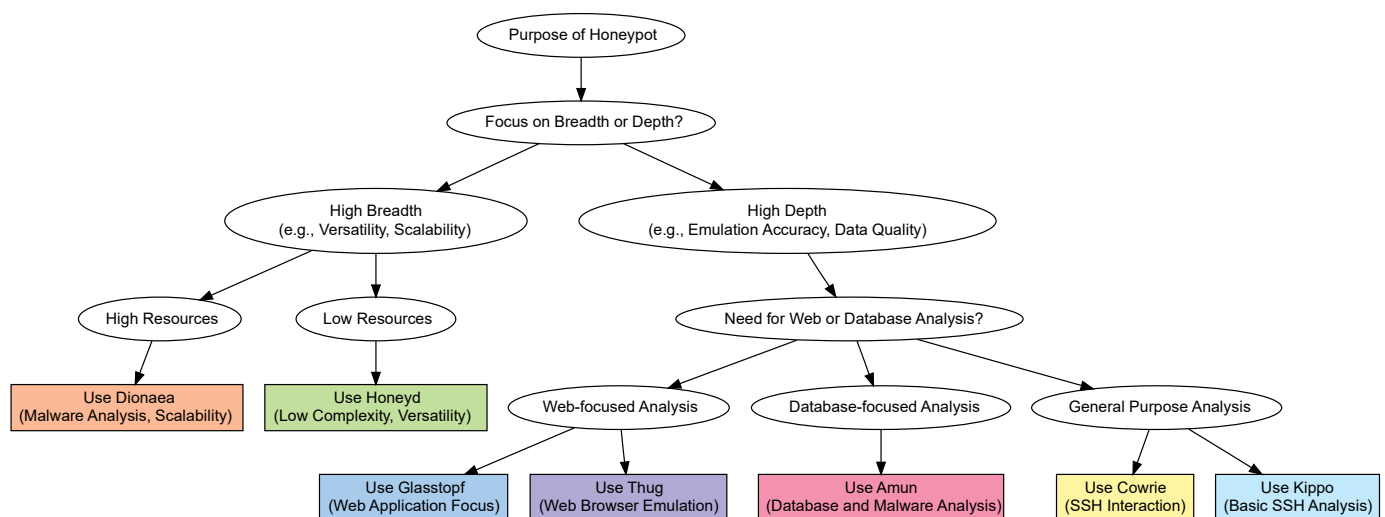 Purpose of Honeypot
Focus on Breadth or Depth?
High Breadth
(e.g., Versatility, Scalability)
High Depth
(e.g., Emulation Accuracy, Data Quality)
High Resources
Low Resources
Need for Web or Database Analysis?
Use Dionaea
(Malware Analysis, Scalability)
Use Honeyd
(Low Complexity, Versatility)
Web-focused Analysis
Database-focused Analysis
General Purpose Analysis
Use Glasstopf
(Web Application Focus)
Use Thug
(Web Browser Emulation)
Use Amun
(Database and Malware Analysis)
Use Cowrie
(SSH Interaction)
Use Kippo
(Basic SSH Analysis)